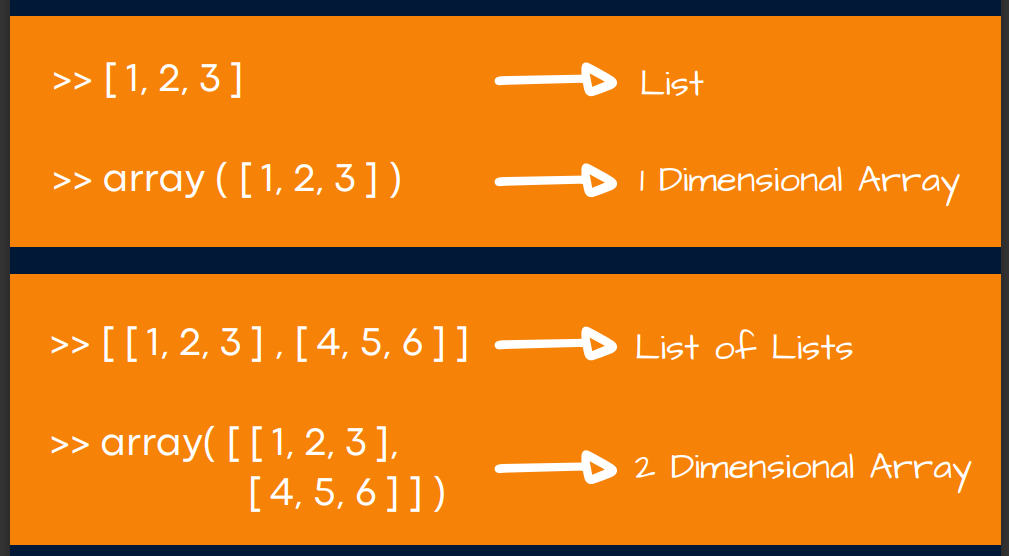 >> [ 1, 2, 3 ] List
>> array ( [ 1, 2, 3 ] ) 1 Dimensional Array
>> [ [ 1, 2, 3 ] , [ 4, 5, 6 ] ] List of Lists
>> array( [ [ 1, 2, 3 ],
[ 4, 5, 6 ] ] ) 2 Dimensional Array